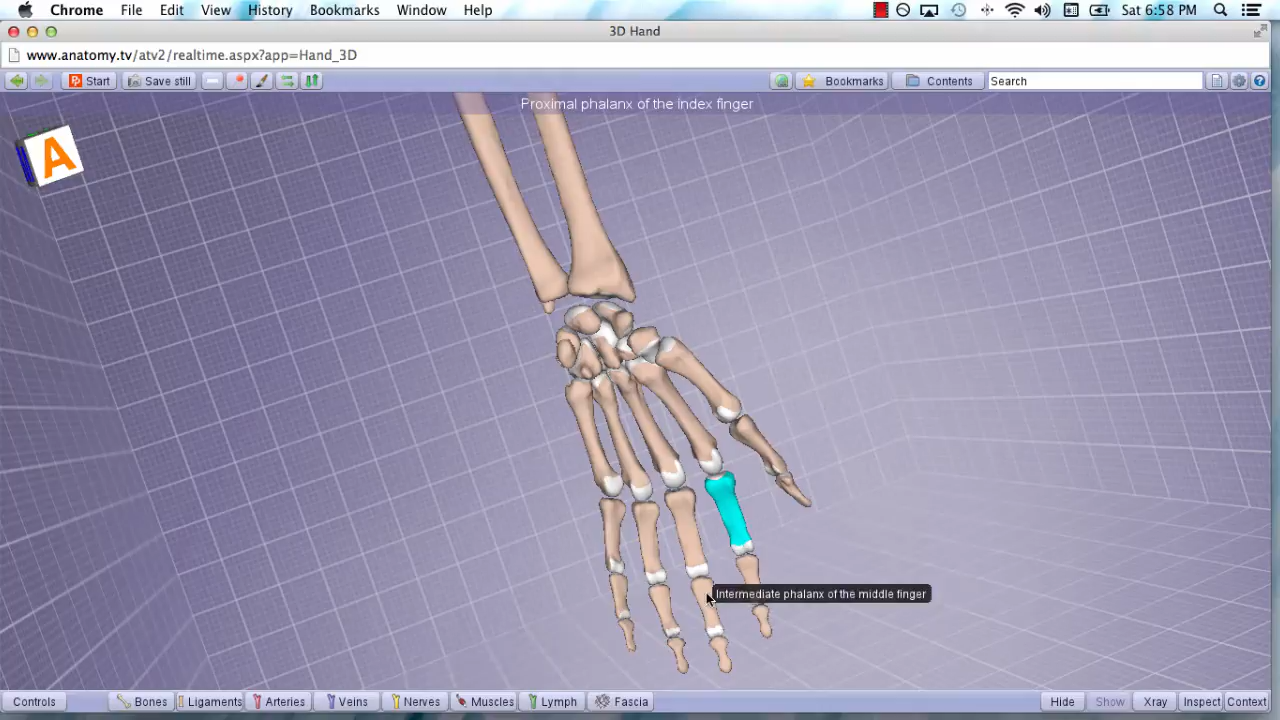 Chrome File Edit View History Bookmarks Window Help Sat 6:58 PM
3D Hand
www.anatomy.tv/atv2/realtime.aspx?app=Hand_3D
Start Save still Bookmarks Contents Search
Proximal phalanx of the index finger
A
Intermediate phalanx of the middle finger
Controls Bones Ligaments Arteries Veins Nerves Muscles Lymph Fascia Hide Show Xray Inspect Context